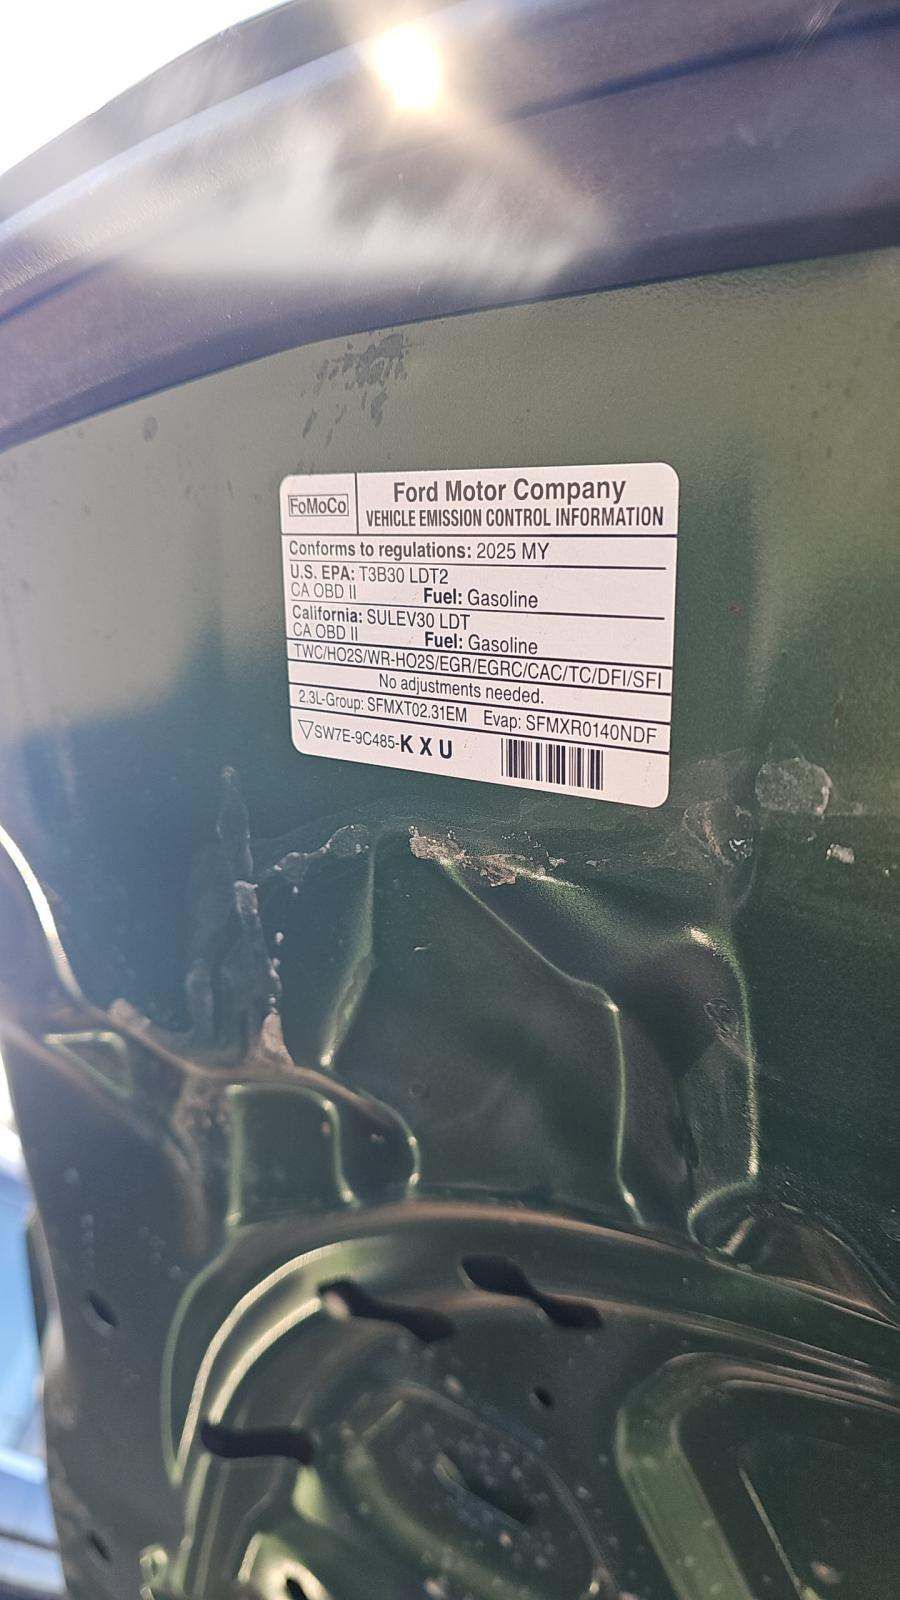 FoMoCo
Ford Motor Company
VEHICLE EMISSION CONTROL INFORMATION
Conforms to regulations: 2025 MY
U.S. EPA: T3B30 LDT2
CA OBD II Fuel: Gasoline
California: SULEV30 LDT
CA OBD II Fuel: Gasoline
TWC/HO2S/WR-HO2S/EGR/EGRC/CAC/TC/DFI/SFI
No adjustments needed.
2.3L-Group: SFMXT02.31EM Evap: SFMXR0140NDF
SW7E-9C485-K X U